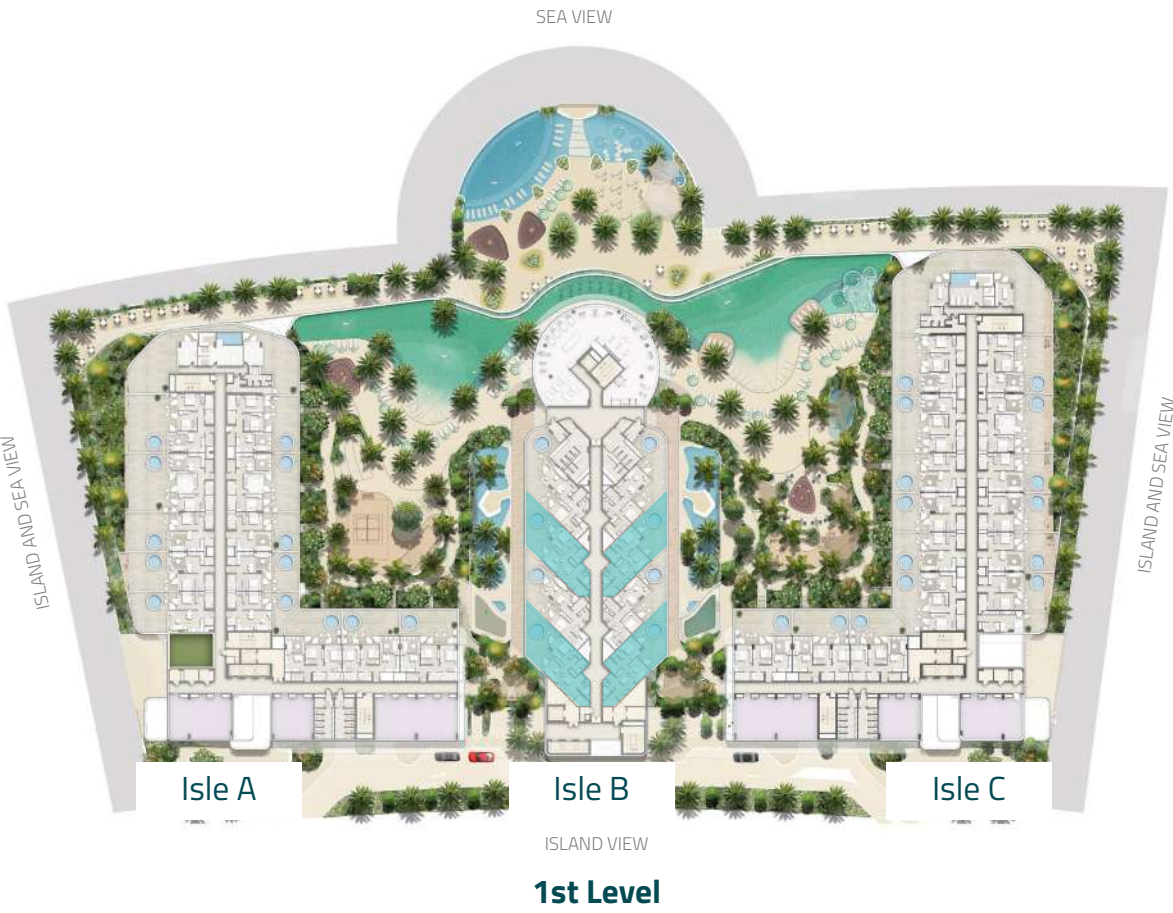 SEA VIEW
ISLAND AND SEA VIEW
ISLAND AND SEA VIEW
Isle A
Isle B
Isle C
ISLAND VIEW
1st Level